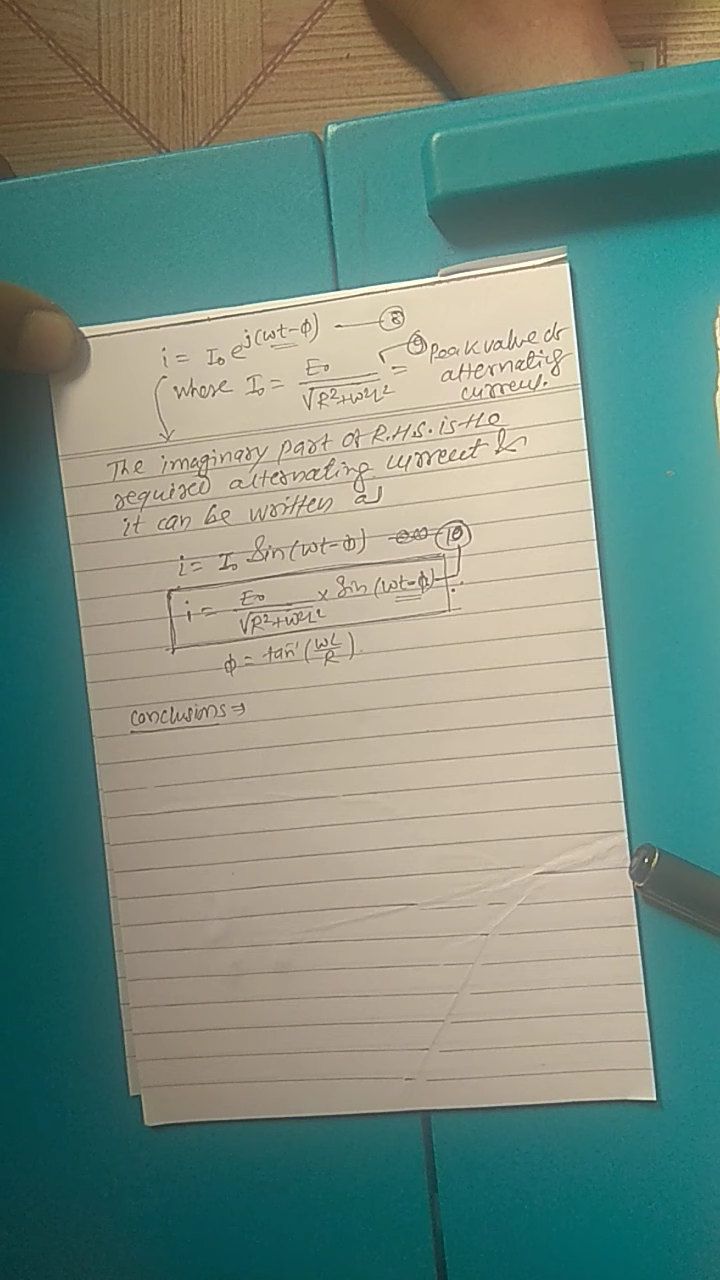 i = I₀ e^j(ωt-ϕ) — ⑧
where I₀ = E₀/√R²+ω²L² = ⑨ Peak value of
alternating
current.
The imaginary part of R.H.S. is the
required alternating current &
it can be written as
i = I₀ Sin(ωt-ϕ) ⑩
i = E₀/√R²+ω²L² × Sin(ωt-ϕ)
ϕ = tan⁻¹(ωL/R).
conclusions ⇒